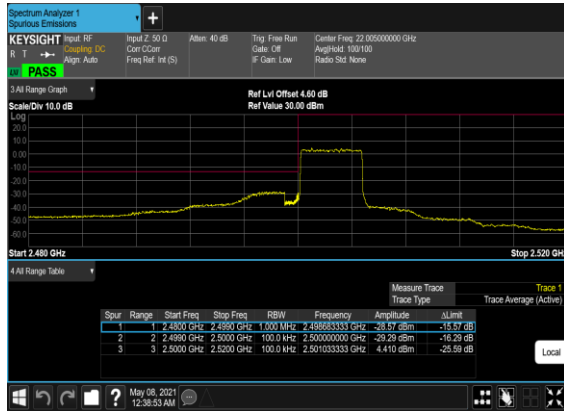 Spectrum Analyzer 1
Spurious Emissions
+
KEYSIGHT
R T
PASS
Input: RF
Coupling: DC
Align: Auto
Input Z: 50 Ω
Corr CCorr
Freq Ref: Int (S)
Atten: 40 dB
Trig: Free Run
Gate: Off
IF Gain: Low
Center Freq: 22.005000000 GHz
Avg|Hold: 100/100
Radio Std: None
3 All Range Graph
Scale/Div 10.0 dB
Ref Lvl Offset 4.60 dB
Ref Value 30.00 dBm
Log
20.0
10.0
0.00
-10.0
-20.0
-30.0
-40.0
-50.0
-60.0
Start 2.480 GHz
Stop 2.520 GH
4 All Range Table
Measure Trace Trace 1
Trace Type Trace Average (Active)
Spur Range Start Freq Stop Freq RBW Frequency Amplitude ΔLimit
1 1 2.4800 GHz 2.4990 GHz 1.000 MHz 2.498683333 GHz -28.57 dBm -15.57 dB
2 2 2.4990 GHz 2.5000 GHz 100.0 kHz 2.500000000 GHz -29.29 dBm -16.29 dB
3 3 2.5000 GHz 2.5200 GHz 100.0 kHz 2.501033333 GHz 4.410 dBm -25.59 dB
Local
?
May 08, 2021
12:38:53 AM